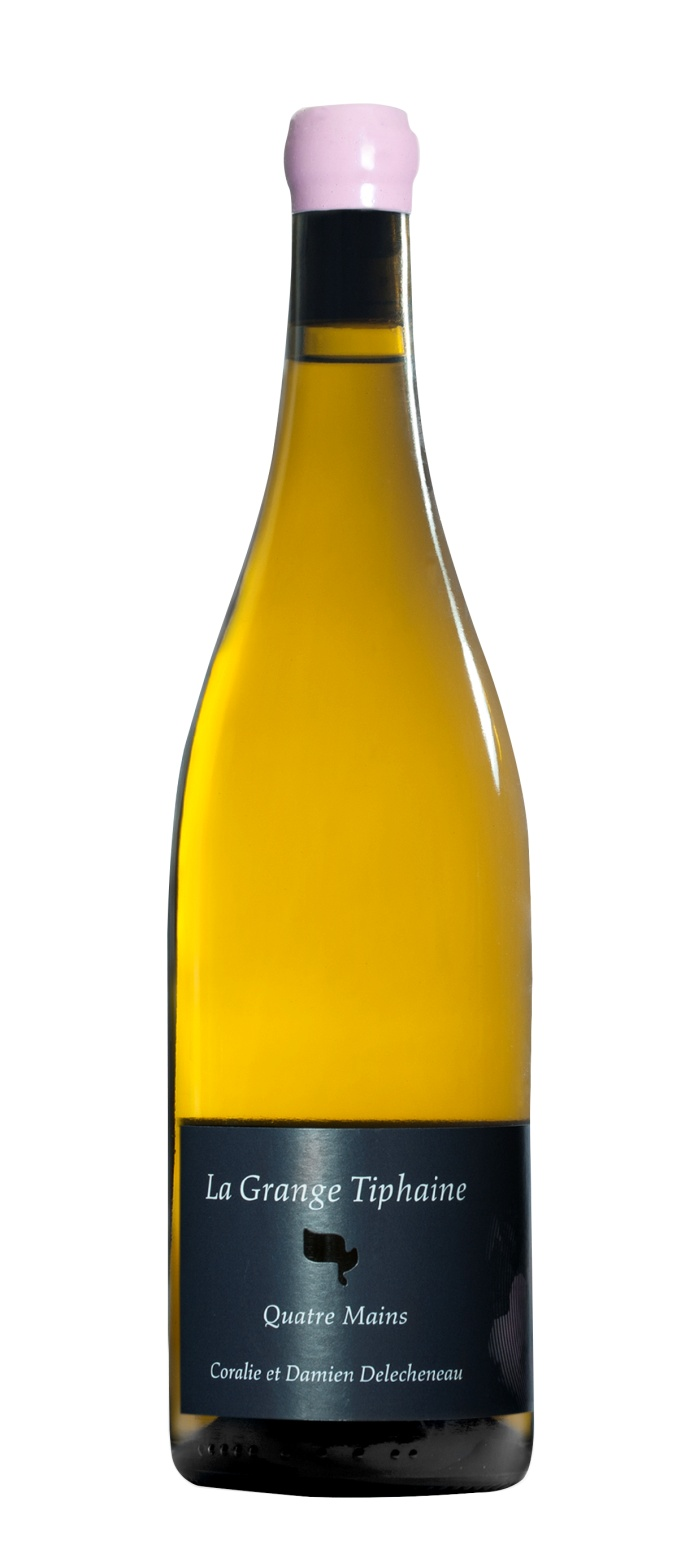 La Grange Tiphaine
Quatre Mains
Coralie et Damien Delecheneau